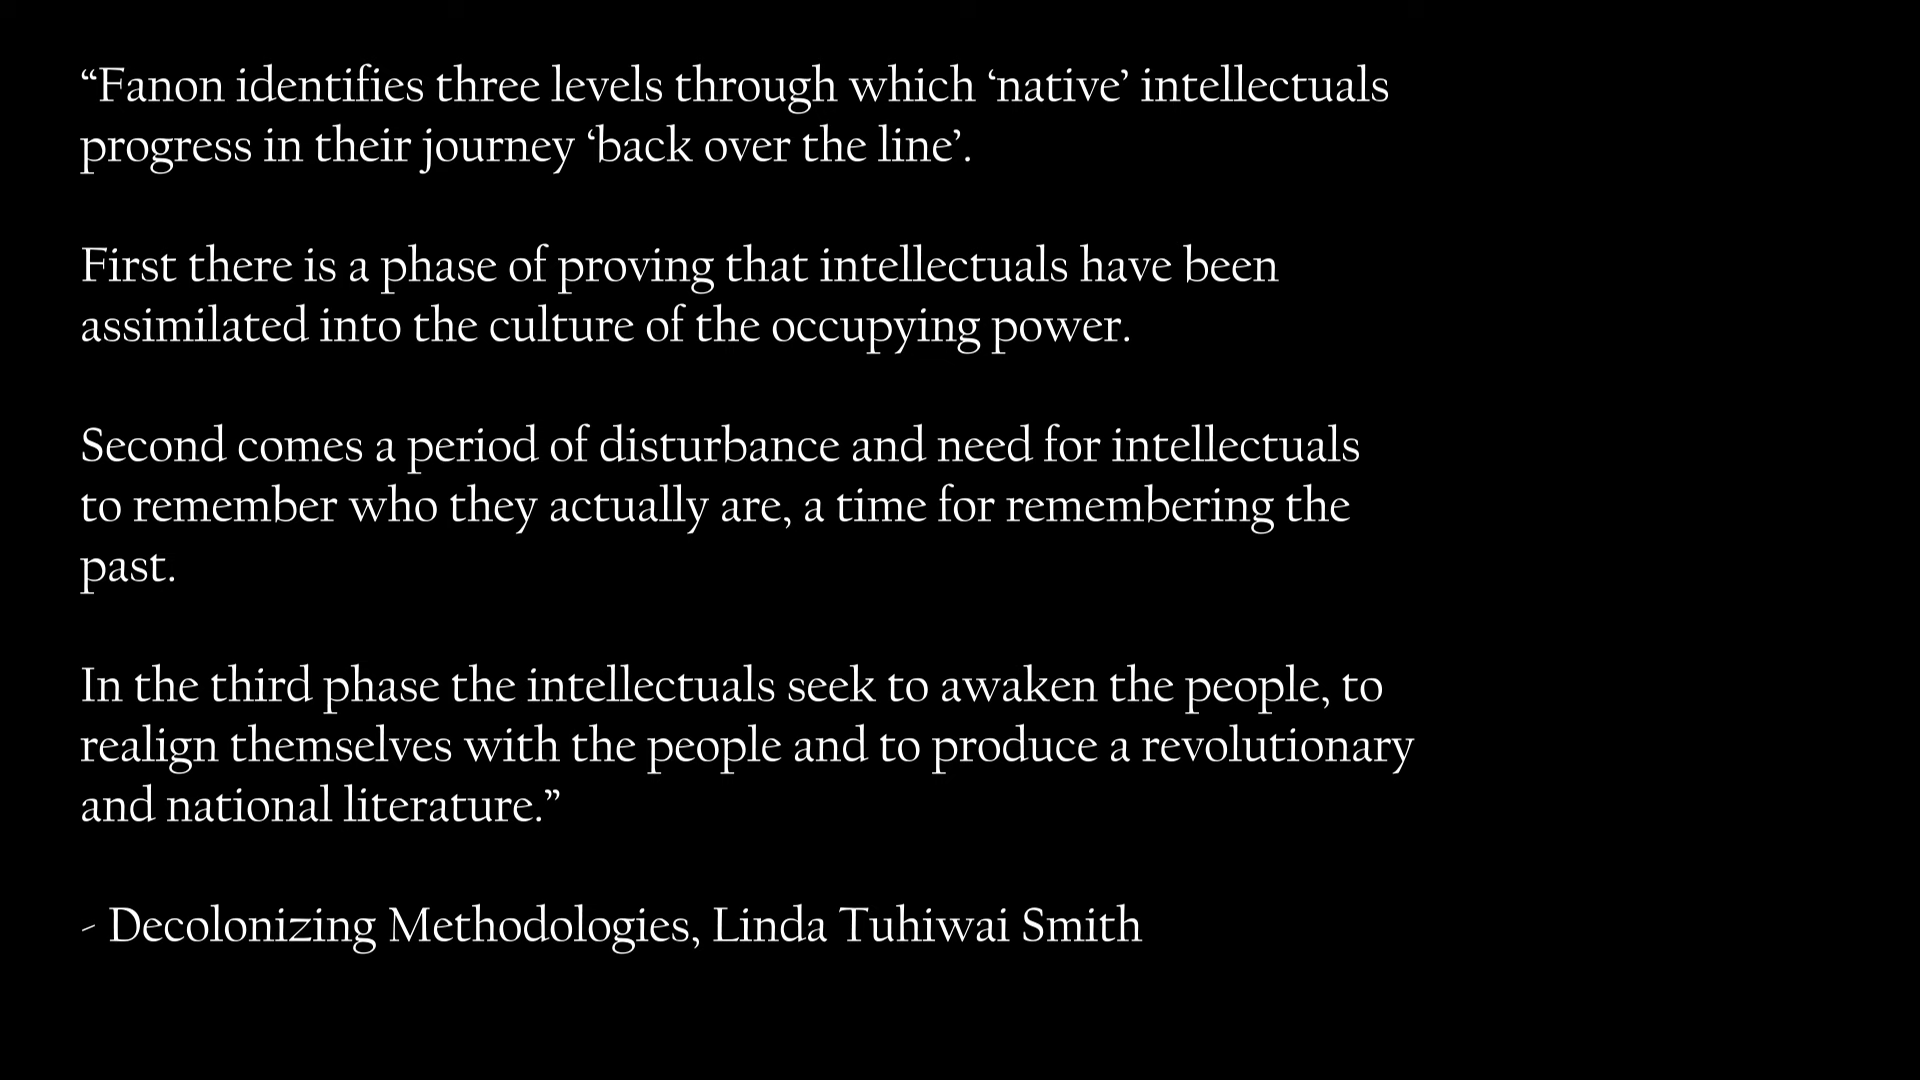 “Fanon identifies three levels through which ‘native’ intellectuals
progress in their journey ‘back over the line’.
First there is a phase of proving that intellectuals have been
assimilated into the culture of the occupying power.
Second comes a period of disturbance and need for intellectuals
to remember who they actually are, a time for remembering the
past.
In the third phase the intellectuals seek to awaken the people, to
realign themselves with the people and to produce a revolutionary
and national literature.”
- Decolonizing Methodologies, Linda Tuhiwai Smith